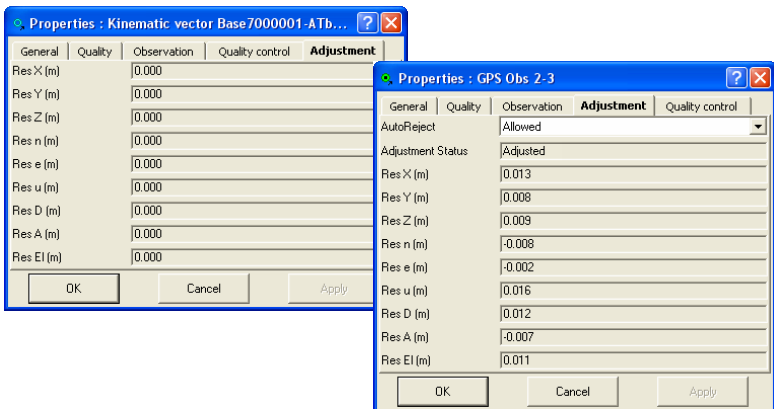 Properties : Kinematic vector Base7000001-ATb...
General Quality Observation Quality control Adjustment
Res X (m) 0.000
Res Y (m) 0.000
Res Z (m) 0.000
Res n (m) 0.000
Res e (m) 0.000
Res u (m) 0.000
Res D (m) 0.000
Res A (m) 0.000
Res El (m) 0.000
OK Cancel Apply
Properties : GPS Obs 2-3
General Quality Observation Adjustment Quality control
AutoReject Allowed
Adjustment Status Adjusted
Res X (m) 0.013
Res Y (m) 0.008
Res Z (m) 0.009
Res n (m) -0.008
Res e (m) -0.002
Res u (m) 0.016
Res D (m) 0.012
Res A (m) -0.007
Res El (m) 0.011
OK Cancel Apply